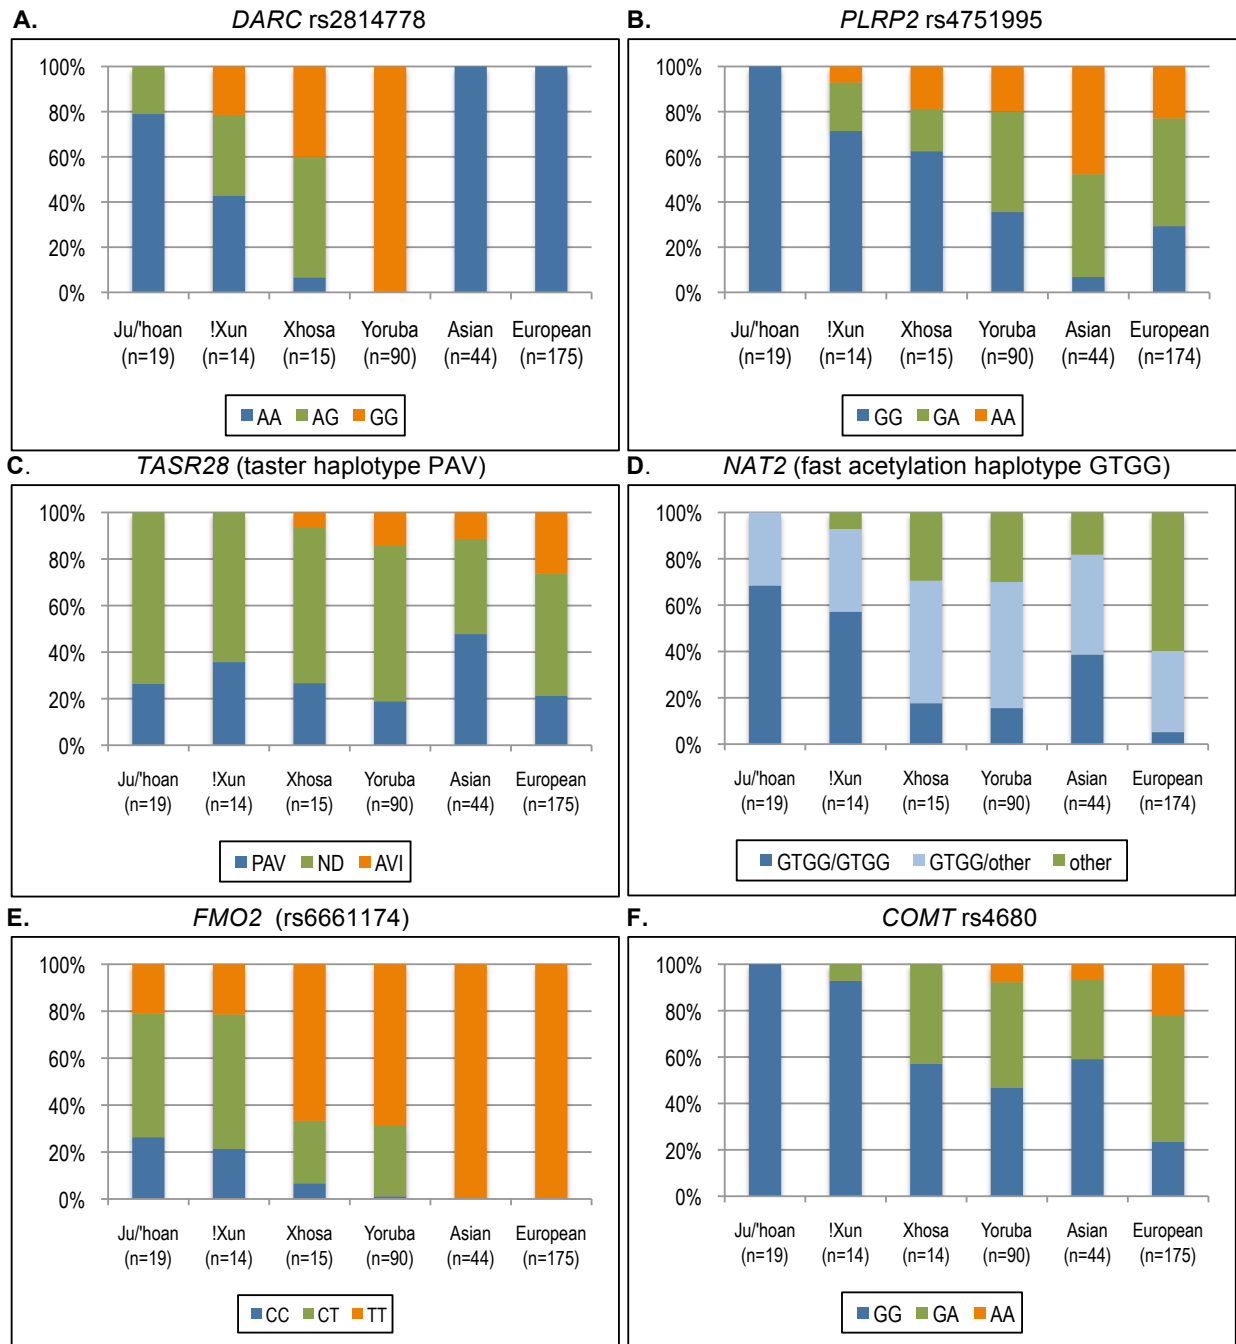 A. DARC rs2814778
100%
80%
60%
40%
20%
0%
Ju/'hoan !Xun Xhosa Yoruba Asian European
(n=19) (n=14) (n=15) (n=90) (n=44) (n=175)
AA AG GG
B. PLRP2 rs4751995
100%
80%
60%
40%
20%
0%
Ju/'hoan !Xun Xhosa Yoruba Asian European
(n=19) (n=14) (n=15) (n=90) (n=44) (n=174)
GG GA AA
C. TASR28 (taster haplotype PAV)
100%
80%
60%
40%
20%
0%
Ju/'hoan !Xun Xhosa Yoruba Asian European
(n=19) (n=14) (n=15) (n=90) (n=44) (n=175)
PAV ND AVI
D. NAT2 (fast acetylation haplotype GTGG)
100%
80%
60%
40%
20%
0%
Ju/'hoan !Xun Xhosa Yoruba Asian European
(n=19) (n=14) (n=15) (n=90) (n=44) (n=174)
GTGG/GTGG GTGG/other other
E. FMO2 (rs6661174)
100%
80%
60%
40%
20%
0%
Ju/'hoan !Xun Xhosa Yoruba Asian European
(n=19) (n=14) (n=15) (n=90) (n=44) (n=175)
CC CT TT
F. COMT rs4680
100%
80%
60%
40%
20%
0%
Ju/'hoan !Xun Xhosa Yoruba Asian European
(n=19) (n=14) (n=14) (n=90) (n=44) (n=175)
GG GA AA